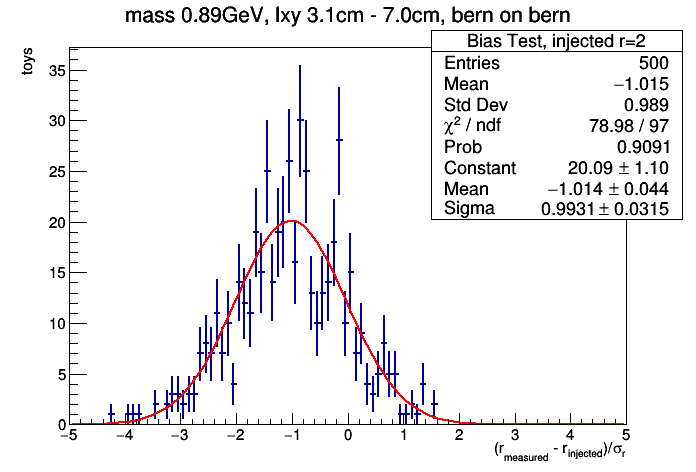 mass 0.89GeV, lxy 3.1cm - 7.0cm, bern on bern
Bias Test, injected r=2
Entries 500
Mean −1.015
Std Dev 0.989
χ² / ndf 78.98 / 97
Prob 0.9091
Constant 20.09 ± 1.10
Mean −1.014 ± 0.044
Sigma 0.9931 ± 0.0315
toys
35
30
25
20
15
10
5
0
−5 −4 −3 −2 −1 0 1 2 3 4 5
(r_measured - r_injected)/σ_r